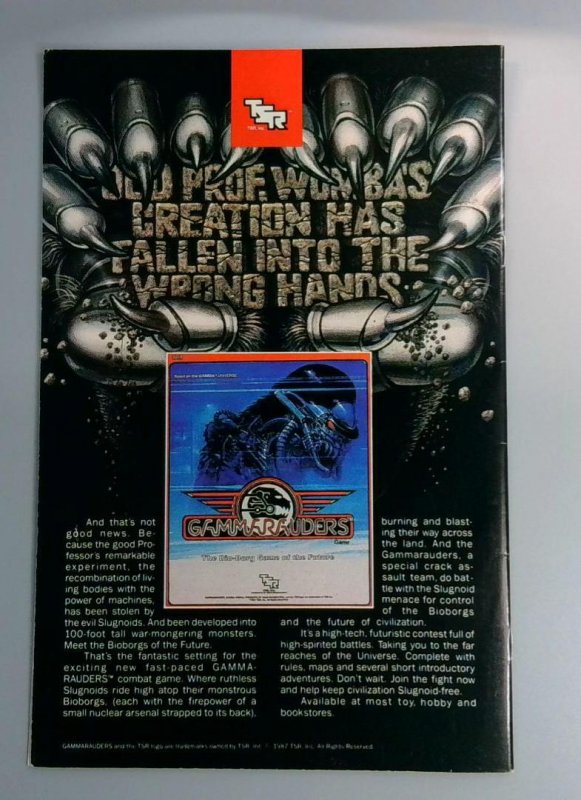 TSR
TSR, Inc.
OLD PROF. WOMBAS'
CREATION HAS
FALLEN INTO THE
WRONG HANDS.
Based on the GAMMA UNIVERSE
GAMMARAUDERS
Game
The Bio-Borg Game of the Future
TSR
And that's not
good news. Be-
cause the good Pro-
fessor's remarkable
experiment, the
recombination of liv-
ing bodies with the
power of machines,
has been stolen by
the evil Slugnoids. And been developed into
100-foot tall war-mongering monsters.
Meet the Bioborgs of the Future.
That's the fantastic setting for the
exciting new fast-paced GAMMA-
RAUDERS™ combat game. Where ruthless
Slugnoids ride high atop their monstrous
Bioborgs. (each with the firepower of a
small nuclear arsenal strapped to its back),
burning and blast-
ing their way across
the land. And the
Gammarauders, a
special crack as-
sault team, do bat-
tle with the Slugnoid
menace for control
of the Bioborgs
and the future of civilization.
It's a high-tech, futuristic contest full of
high-spirited battles. Taking you to the far
reaches of the Universe. Complete with
rules, maps and several short introductory
adventures. Don't wait. Join the fight now
and help keep civilization Slugnoid-free.
Available at most toy, hobby and
bookstores.
GAMMARAUDERS and the TSR logo are trademarks owned by TSR, Inc. © 1987 TSR, Inc. All Rights Reserved.